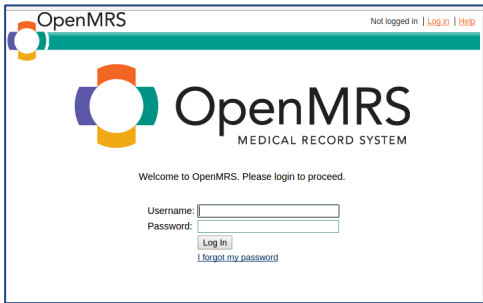 OpenMRS
Not logged in | Log in | Help
OpenMRS
MEDICAL RECORD SYSTEM
Welcome to OpenMRS. Please login to proceed.
Username:
Password:
Log In
I forgot my password